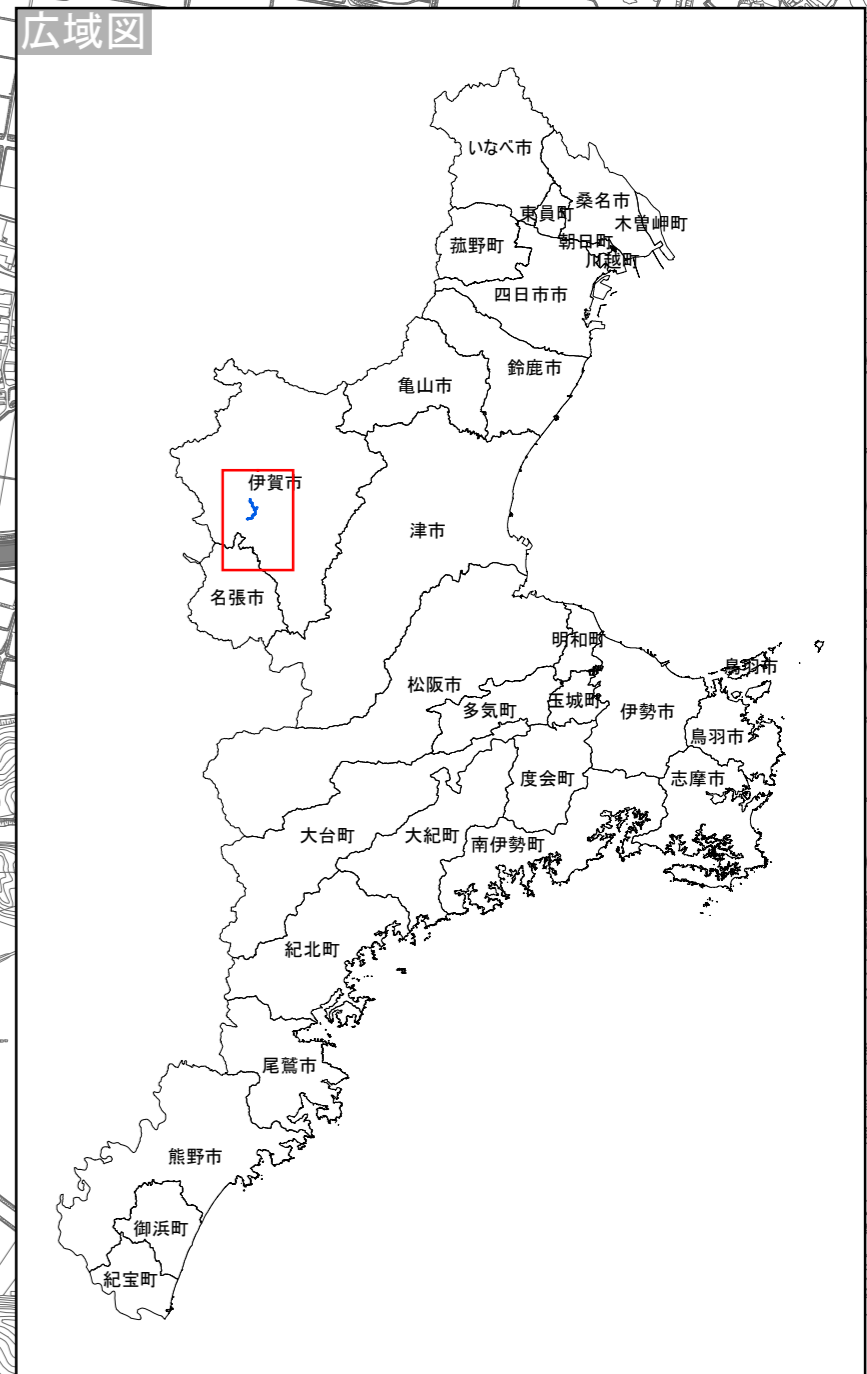 広域図
いなべ市
桑名市
東員町
木曽岬町
朝日町
菰野町
川越町
四日市市
鈴鹿市
亀山市
伊賀市
津市
名張市
明和町
鳥羽市
松阪市
玉城町
多気町
伊勢市
鳥羽市
度会町
志摩市
大台町
大紀町
南伊勢町
紀北町
尾鷲市
熊野市
御浜町
紀宝町